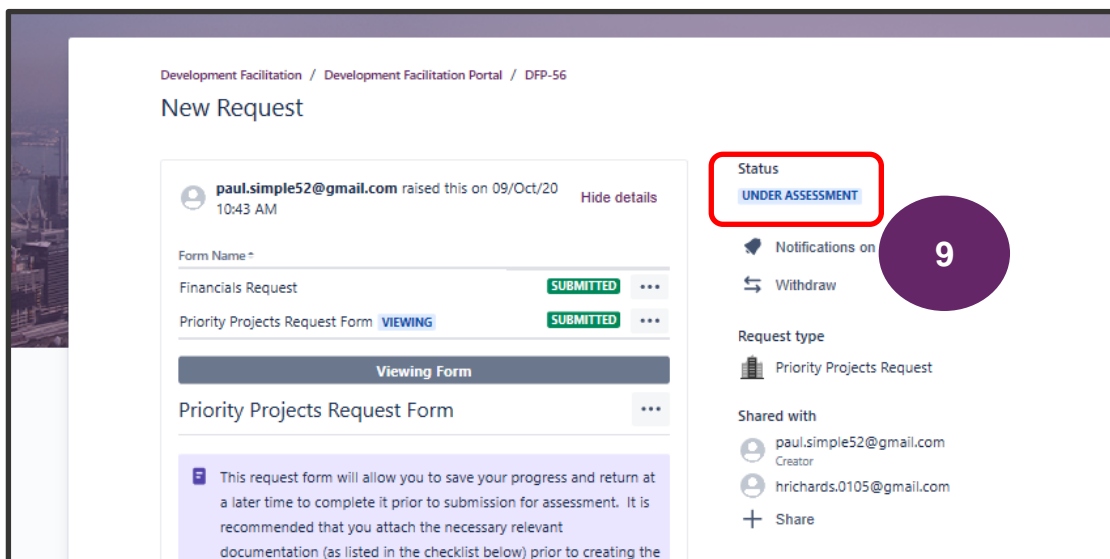 Development Facilitation / Development Facilitation Portal / DFP-56
New Request
paul.simple52@gmail.com raised this on 09/Oct/20
10:43 AM
Hide details
Form Name
Financials Request SUBMITTED
Priority Projects Request Form VIEWING SUBMITTED
Viewing Form
Priority Projects Request Form
This request form will allow you to save your progress and return at
a later time to complete it prior to submission for assessment. It is
recommended that you attach the necessary relevant
documentation (as listed in the checklist below) prior to creating the
Status
UNDER ASSESSMENT
9
Notifications on
Withdraw
Request type
Priority Projects Request
Shared with
paul.simple52@gmail.com
Creator
hrichards.0105@gmail.com
Share